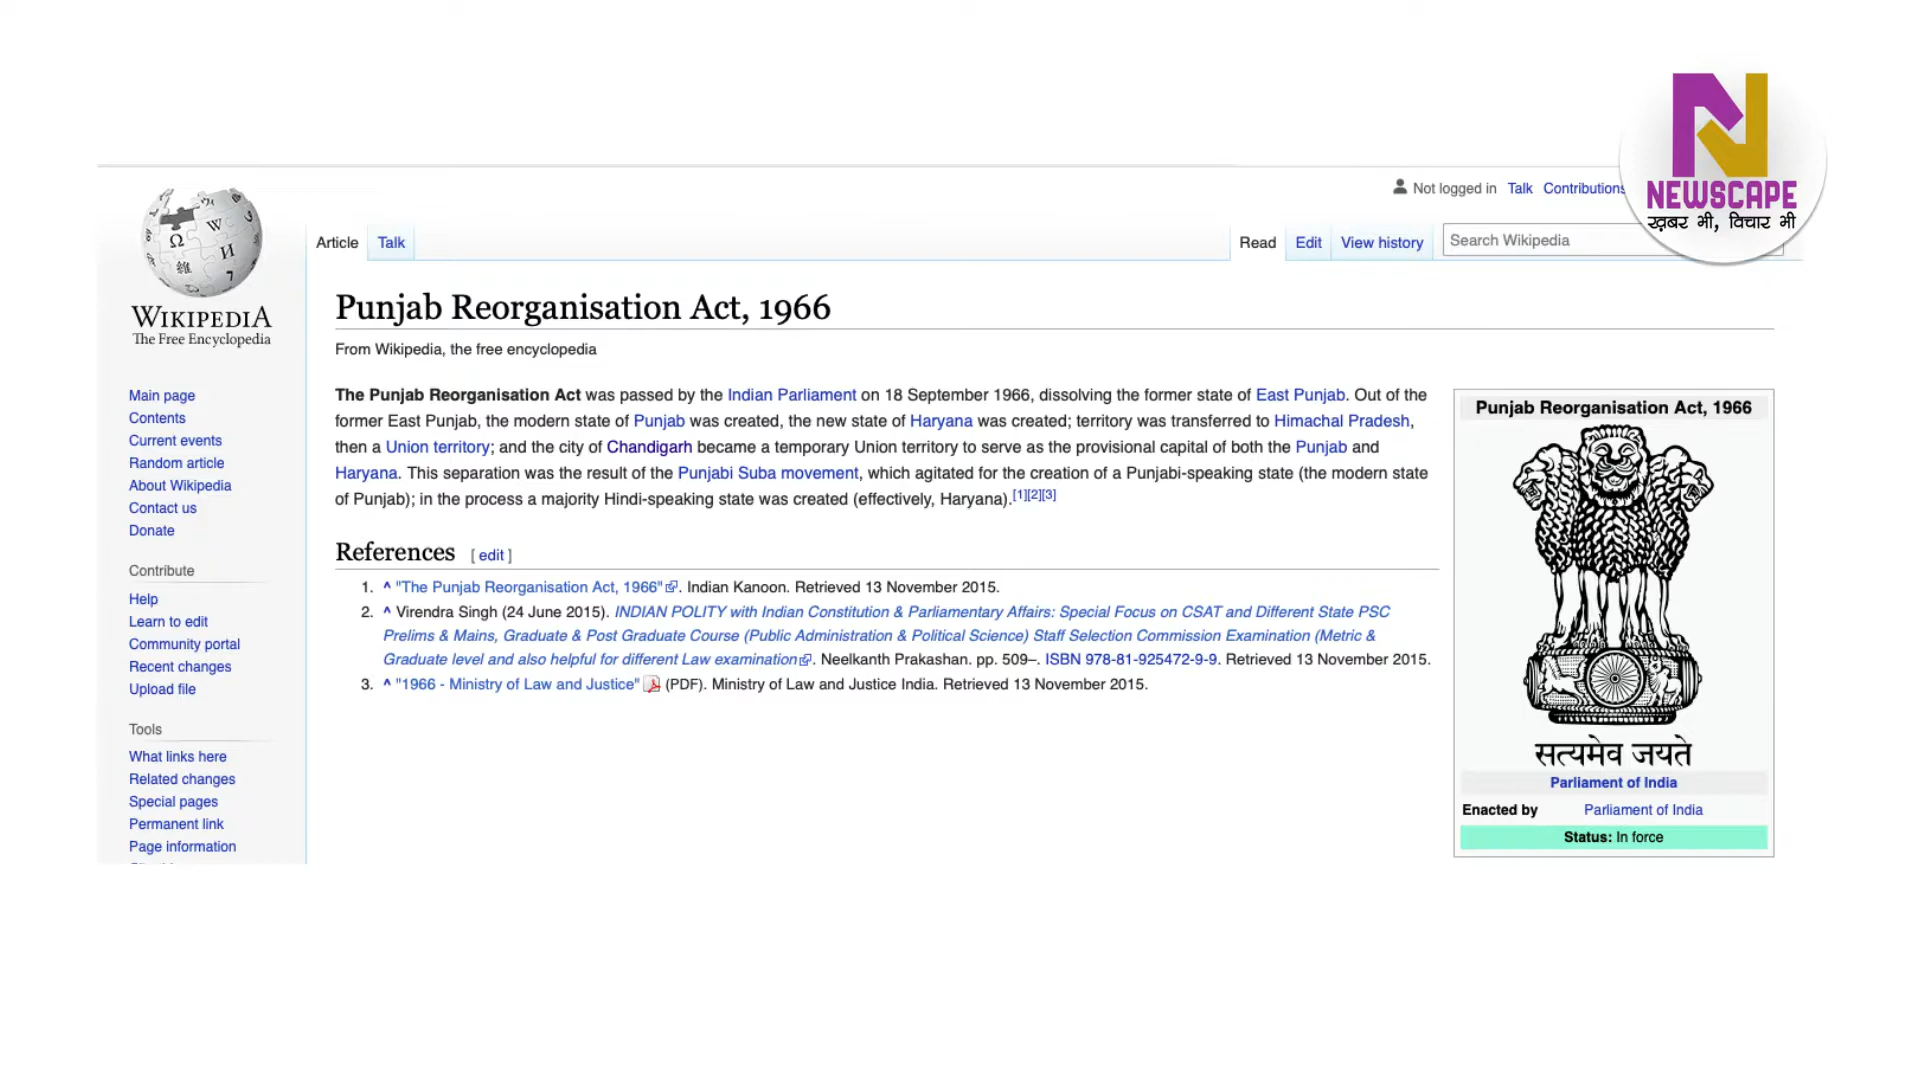 NEWSCAPE
ख़बर भी, विचार भी
Not logged in Talk Contributions
Article Talk Read Edit View history Search Wikipedia
WIKIPEDIA
The Free Encyclopedia
Main page
Contents
Current events
Random article
About Wikipedia
Contact us
Donate
Contribute
Help
Learn to edit
Community portal
Recent changes
Upload file
Tools
What links here
Related changes
Special pages
Permanent link
Page information
Punjab Reorganisation Act, 1966
From Wikipedia, the free encyclopedia
The Punjab Reorganisation Act was passed by the Indian Parliament on 18 September 1966, dissolving the former state of East Punjab. Out of the
former East Punjab, the modern state of Punjab was created, the new state of Haryana was created; territory was transferred to Himachal Pradesh,
then a Union territory; and the city of Chandigarh became a temporary Union territory to serve as the provisional capital of both the Punjab and
Haryana. This separation was the result of the Punjabi Suba movement, which agitated for the creation of a Punjabi-speaking state (the modern state
of Punjab); in the process a majority Hindi-speaking state was created (effectively, Haryana).[1][2][3]
References [ edit ]
1. ^ "The Punjab Reorganisation Act, 1966". Indian Kanoon. Retrieved 13 November 2015.
2. ^ Virendra Singh (24 June 2015). INDIAN POLITY with Indian Constitution & Parliamentary Affairs: Special Focus on CSAT and Different State PSC
Prelims & Mains, Graduate & Post Graduate Course (Public Administration & Political Science) Staff Selection Commission Examination (Metric &
Graduate level and also helpful for different Law examination. Neelkanth Prakashan. pp. 509–. ISBN 978-81-925472-9-9. Retrieved 13 November 2015.
3. ^ "1966 - Ministry of Law and Justice" (PDF). Ministry of Law and Justice India. Retrieved 13 November 2015.
Punjab Reorganisation Act, 1966
सत्यमेव जयते
Parliament of India
Enacted by Parliament of India
Status: In force